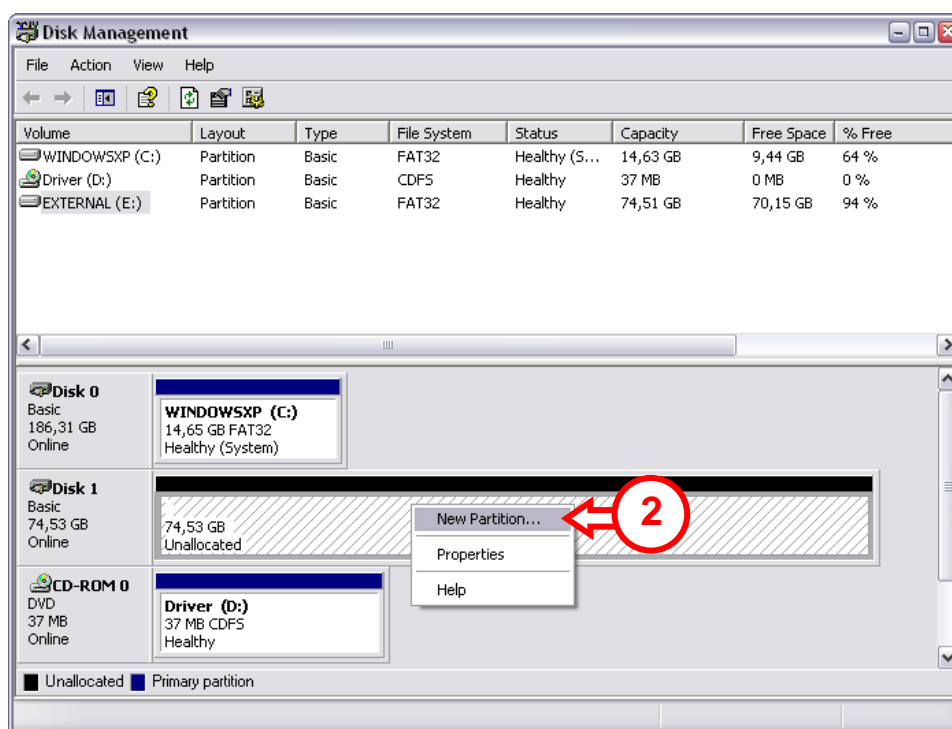 Disk Management
File Action View Help
Volume Layout Type File System Status Capacity Free Space % Free
WINDOWSXP (C:) Partition Basic FAT32 Healthy (S... 14,63 GB 9,44 GB 64 %
Driver (D:) Partition Basic CDFS Healthy 37 MB 0 MB 0 %
EXTERNAL (E:) Partition Basic FAT32 Healthy 74,51 GB 70,15 GB 94 %
Disk 0
Basic
186,31 GB
Online
WINDOWSXP (C:)
14,65 GB FAT32
Healthy (System)
Disk 1
Basic
74,53 GB
Online
74,53 GB
Unallocated
New Partition...
Properties
Help
2
CD-ROM 0
DVD
37 MB
Online
Driver (D:)
37 MB CDFS
Healthy
Unallocated Primary partition